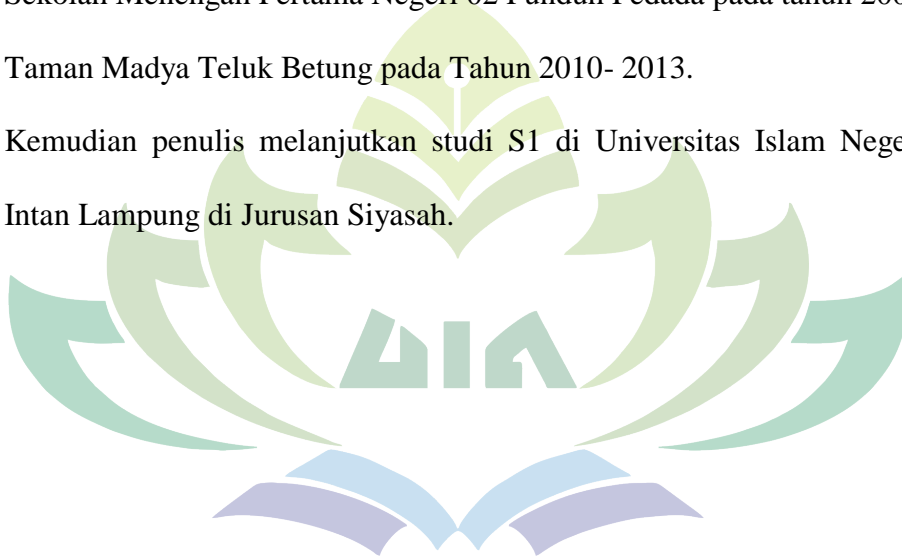 Sekolah Menengah Pertama Negeri 02 Punduh Pedada pada tahun
Taman Madya Teluk Betung pada Tahun 2010- 2013.
Kemudian penulis melanjutkan studi S1 di Universitas Islam Nege
Intan Lampung di Jurusan Siyasah.